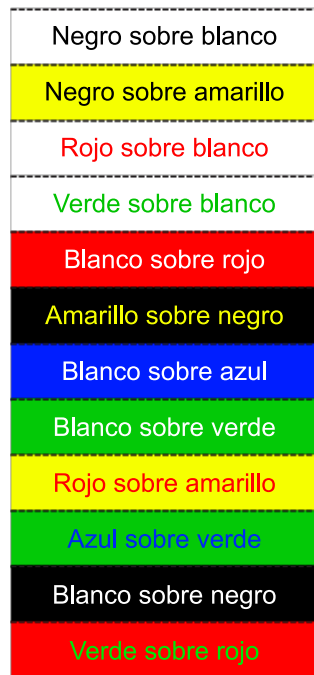 Negro sobre blanco
Negro sobre amarillo
Rojo sobre blanco
Verde sobre blanco
Blanco sobre rojo
Amarillo sobre negro
Blanco sobre azul
Blanco sobre verde
Rojo sobre amarillo
Azul sobre verde
Blanco sobre negro
Verde sobre rojo